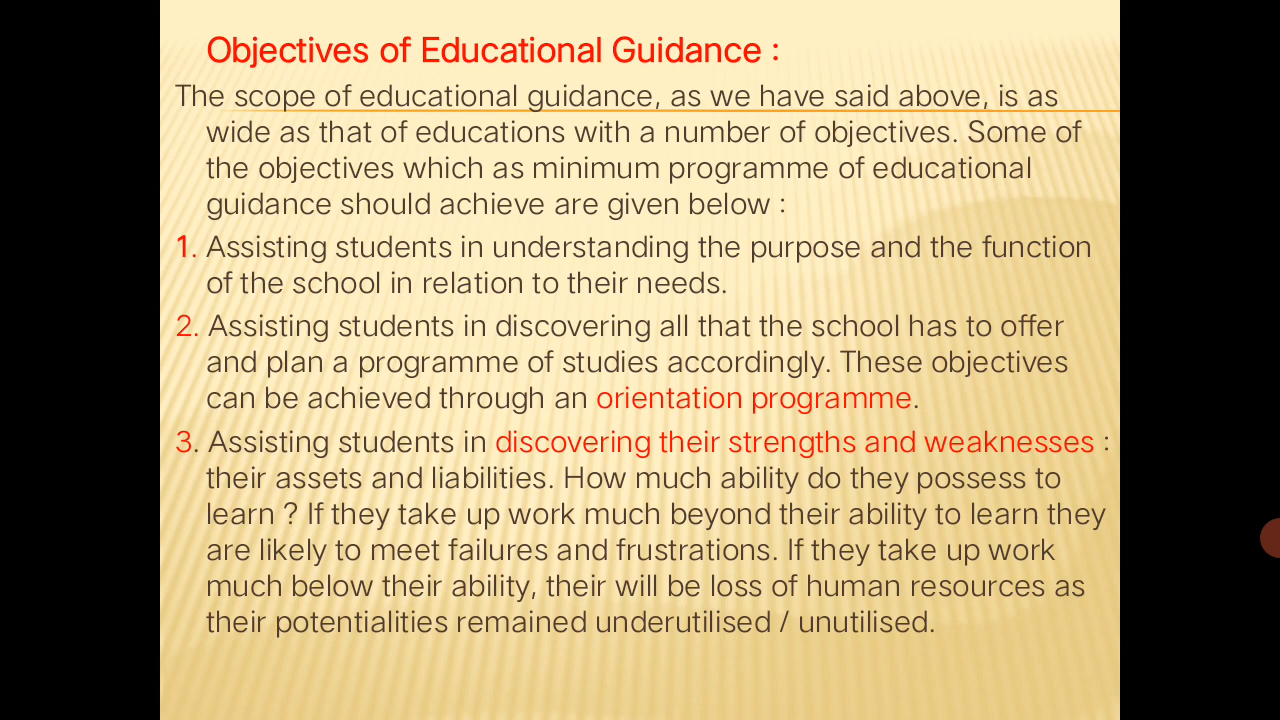 Objectives of Educational Guidance :
The scope of educational guidance, as we have said above, is as
wide as that of educations with a number of objectives. Some of
the objectives which as minimum programme of educational
guidance should achieve are given below :
1. Assisting students in understanding the purpose and the function
of the school in relation to their needs.
2. Assisting students in discovering all that the school has to offer
and plan a programme of studies accordingly. These objectives
can be achieved through an orientation programme.
3. Assisting students in discovering their strengths and weaknesses :
their assets and liabilities. How much ability do they possess to
learn ? If they take up work much beyond their ability to learn they
are likely to meet failures and frustrations. If they take up work
much below their ability, their will be loss of human resources as
their potentialities remained underutilised / unutilised.